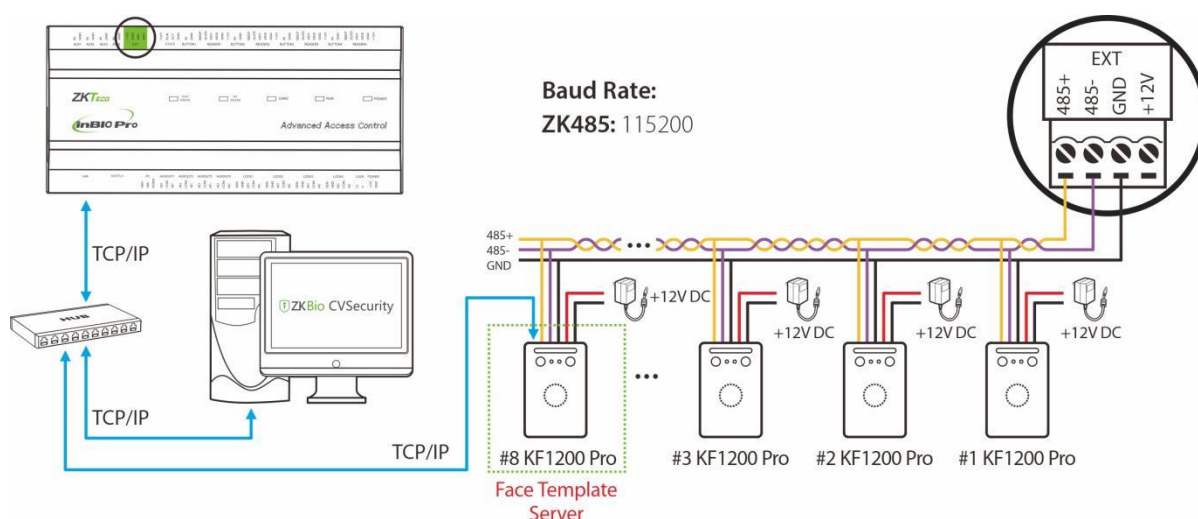 ZKTeco
inBIO Pro
Advanced Access Control
POWER
Baud Rate:
ZK485: 115200
EXT
485+
485-
GND
+12V
TCP/IP
HUB
ZKBio CVSecurity
TCP/IP
TCP/IP
485+
485-
GND
...
+12V DC
+12V DC
+12V DC
+12V DC
...
#8 KF1200 Pro
#3 KF1200 Pro
#2 KF1200 Pro
#1 KF1200 Pro
Face Template
Server